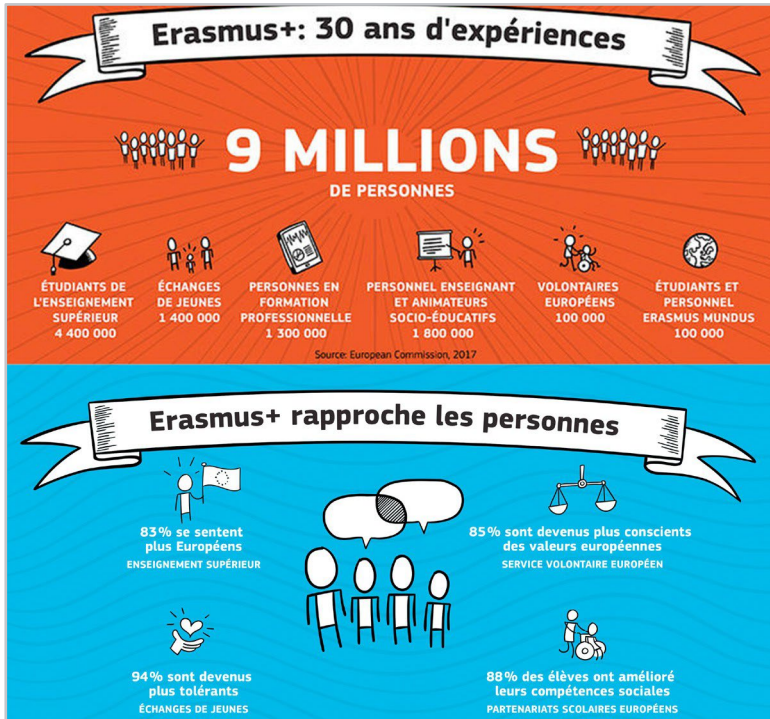 Erasmus+: 30 ans d'expériences
9 MILLIONS
DE PERSONNES
ÉTUDIANTS DE
L'ENSEIGNEMENT
SUPÉRIEUR
4 400 000
ÉCHANGES
DE JEUNES
1 400 000
PERSONNES EN
FORMATION
PROFESSIONNELLE
1 300 000
PERSONNEL ENSEIGNANT
ET ANIMATEURS
SOCIO-ÉDUCATIFS
1 800 000
VOLONTAIRES
EUROPÉENS
100 000
ÉTUDIANTS ET
PERSONNEL
ERASMUS MUNDUS
100 000
Source: European Commission, 2017
Erasmus+ rapproche les personnes
83% se sentent
plus Européens
ENSEIGNEMENT SUPÉRIEUR
85% sont devenus plus conscients
des valeurs européennes
SERVICE VOLONTAIRE EUROPÉEN
94% sont devenus
plus tolérants
ÉCHANGES DE JEUNES
88% des élèves ont amélioré
leurs compétences sociales
PARTENARIATS SCOLAIRES EUROPÉENS